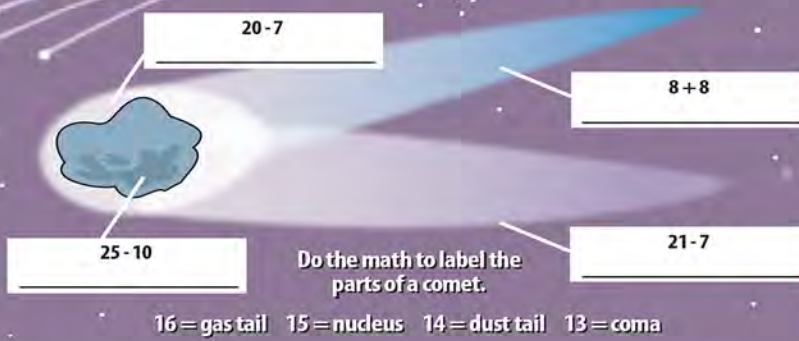 20 - 7
8 + 8
25 - 10
21 - 7
Do the math to label the
parts of a comet.
16 = gas tail 15 = nucleus 14 = dust tail 13 = coma